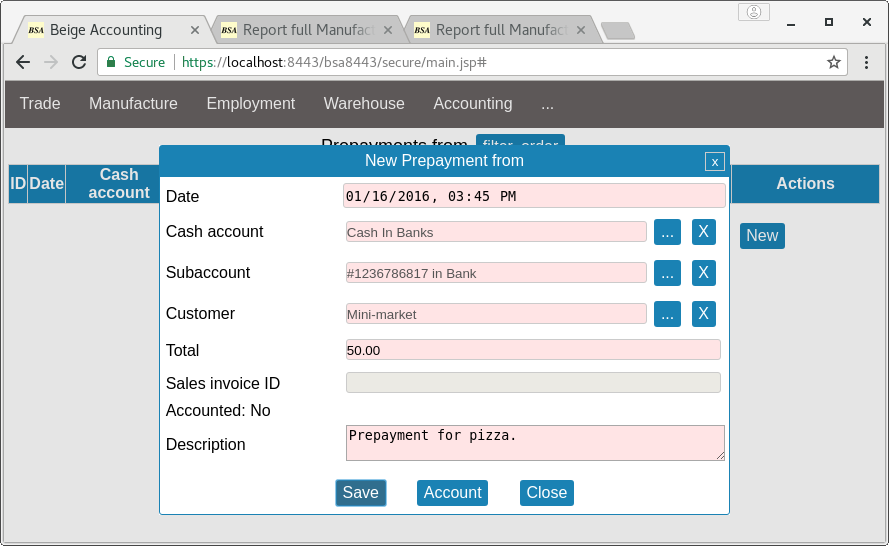 BSA Beige Accounting
BSA Report full Manufac
BSA Report full Manufac
Secure https://localhost:8443/bsa8443/secure/main.jsp#
Trade Manufacture Employment Warehouse Accounting ...
Prepayments from filter, order
ID Date Cash account Actions
New
New Prepayment from x
Date 01/16/2016, 03:45 PM
Cash account Cash In Banks ... X
Subaccount #1236786817 in Bank ... X
Customer Mini-market ... X
Total 50.00
Sales invoice ID
Accounted: No
Description Prepayment for pizza.
Save Account Close